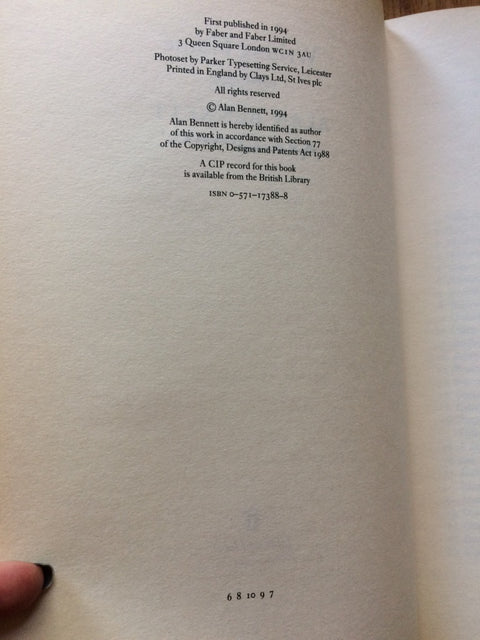 First published in 1994
by Faber and Faber Limited
3 Queen Square London WC1N 3AU
Photoset by Parker Typesetting Service, Leicester
Printed in England by Clays Ltd, St Ives plc
All rights reserved
© Alan Bennett, 1994
Alan Bennett is hereby identified as author
of this work in accordance with Section 77
of the Copyright, Designs and Patents Act 1988
A CIP record for this book
is available from the British Library
ISBN 0–571–17388–8
6 8 10 9 7